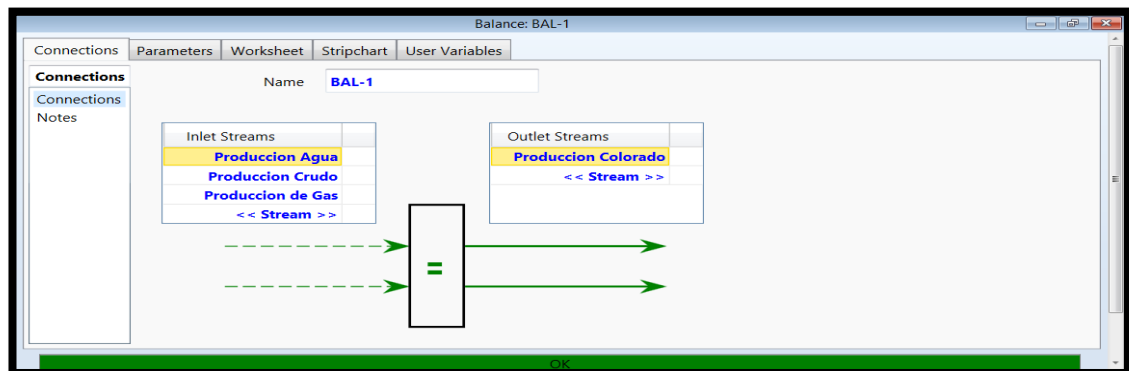 Balance: BAL-1
Connections Parameters Worksheet Stripchart User Variables
Connections
Connections
Notes
Name BAL-1
Inlet Streams
Produccion Agua
Produccion Crudo
Produccion de Gas
<< Stream >>
Outlet Streams
Produccion Colorado
<< Stream >>
=
OK